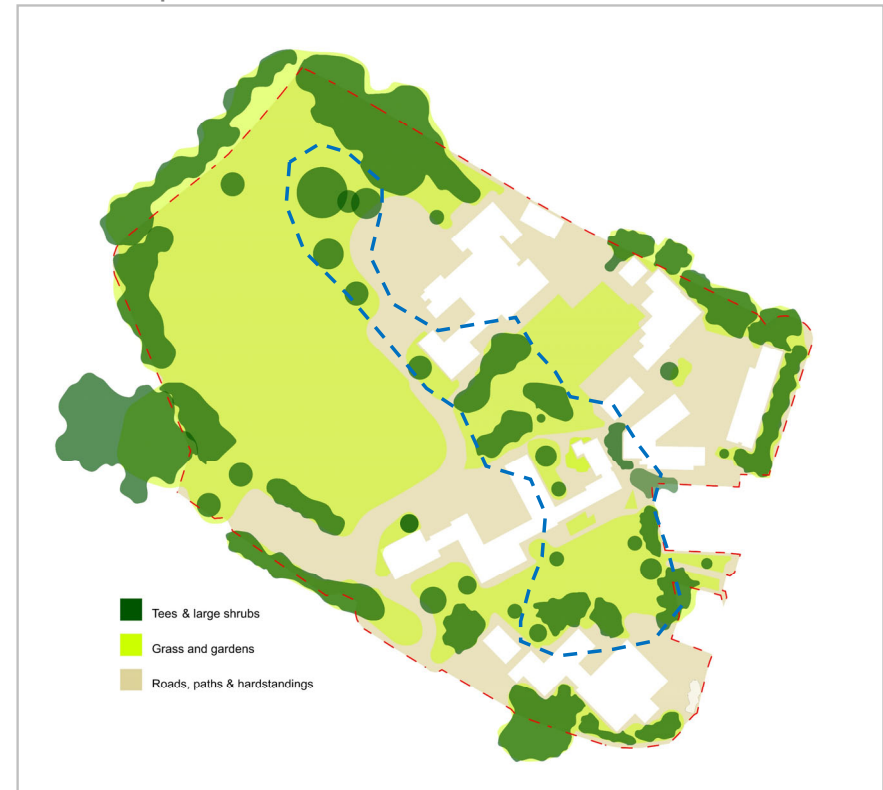 Tees & large shrubs
Grass and gardens
Roads, paths & hardstandings